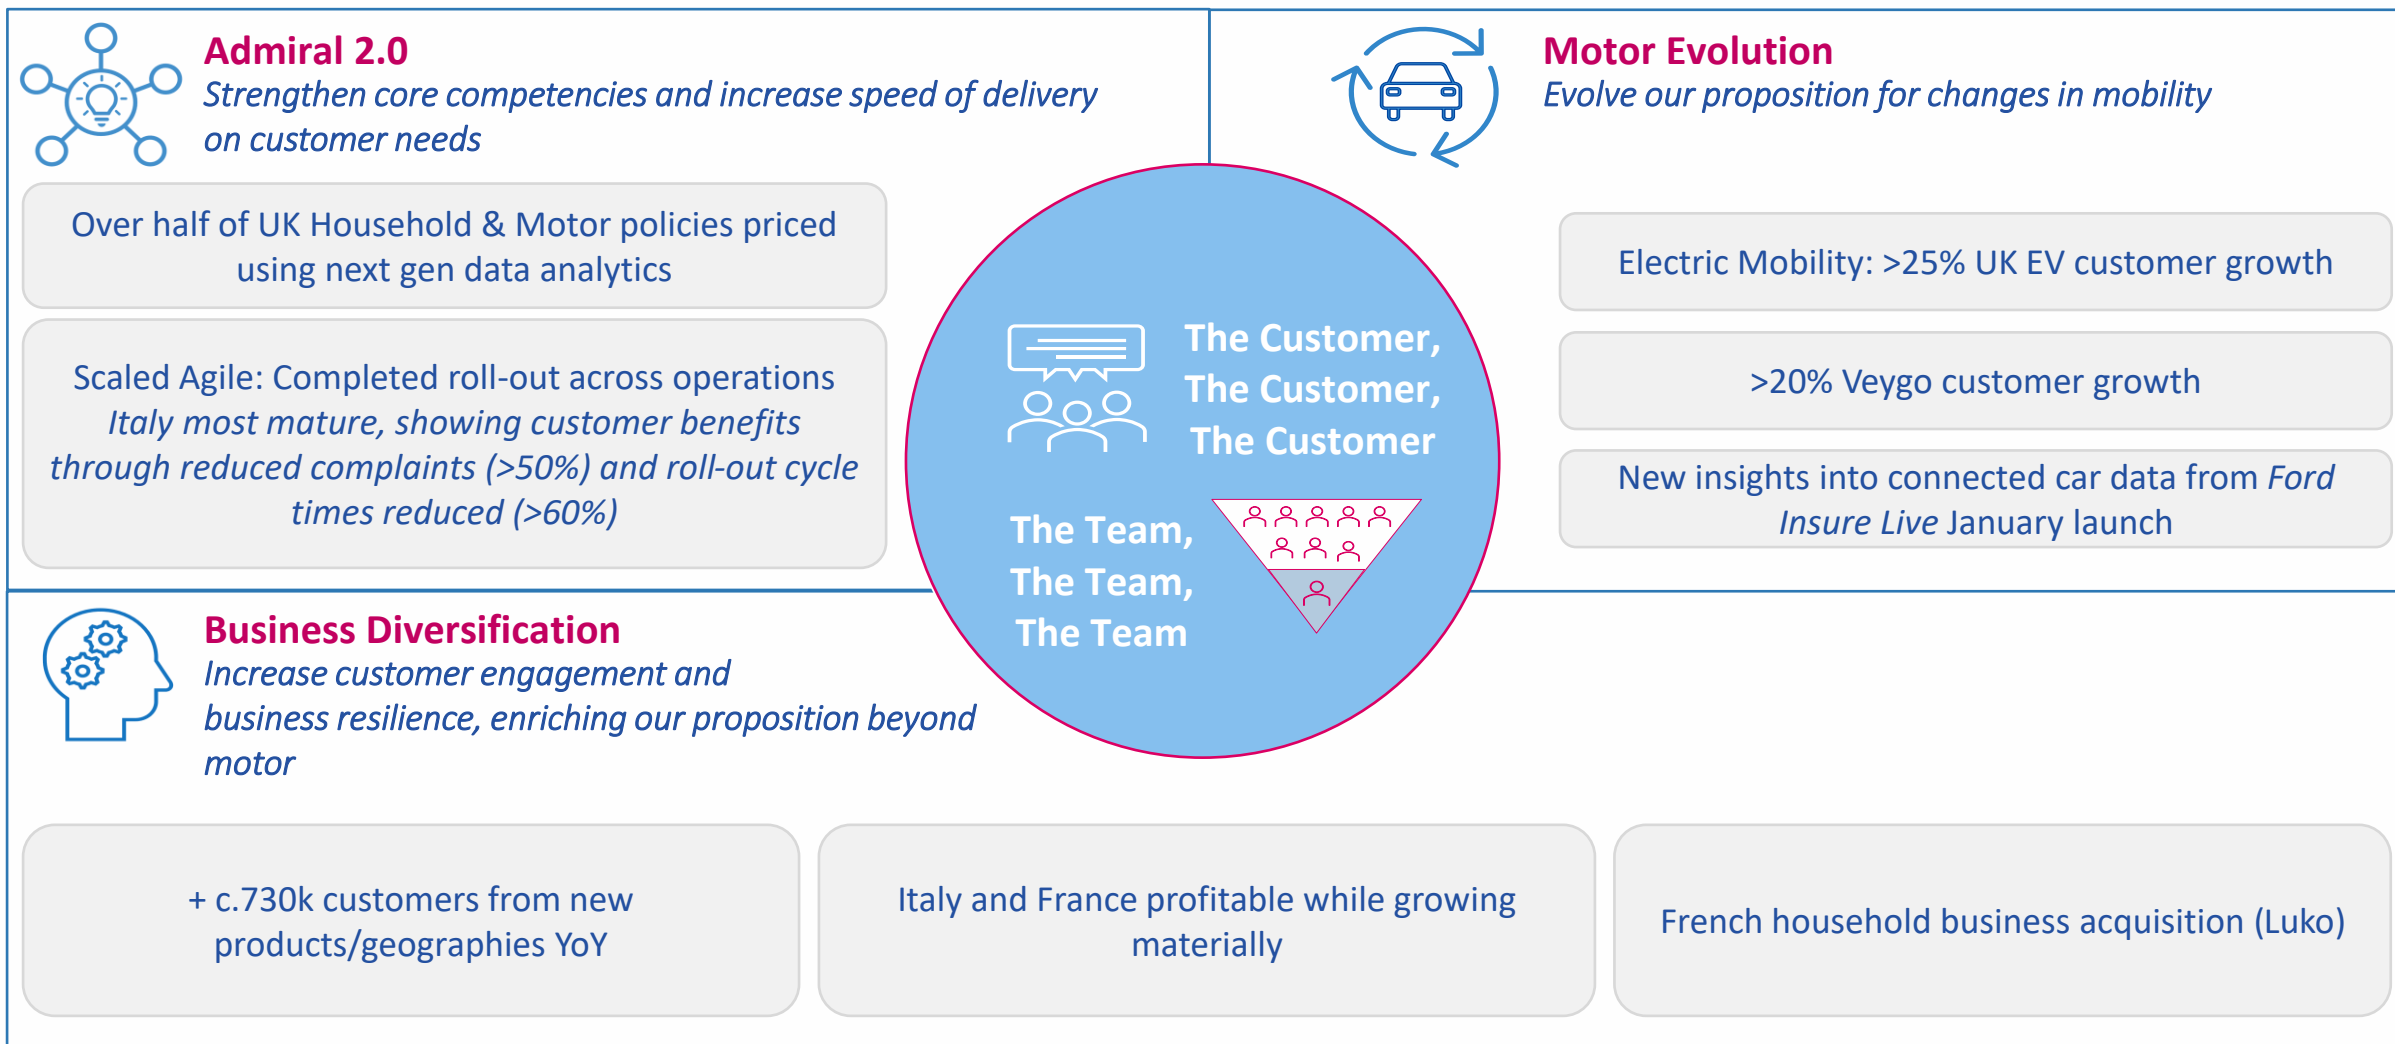 Admiral 2.0
Strengthen core competencies and increase speed of delivery
on customer needs
Over half of UK Household & Motor policies priced
using next gen data analytics
Scaled Agile: Completed roll-out across operations
Italy most mature, showing customer benefits
through reduced complaints (>50%) and roll-out cycle
times reduced (>60%)
Motor Evolution
Evolve our proposition for changes in mobility
Electric Mobility: >25% UK EV customer growth
>20% Veygo customer growth
New insights into connected car data from Ford
Insure Live January launch
The Customer,
The Customer,
The Customer
The Team,
The Team,
The Team
Business Diversification
Increase customer engagement and
business resilience, enriching our proposition beyond
motor
+ c.730k customers from new
products/geographies YoY
Italy and France profitable while growing
materially
French household business acquisition (Luko)